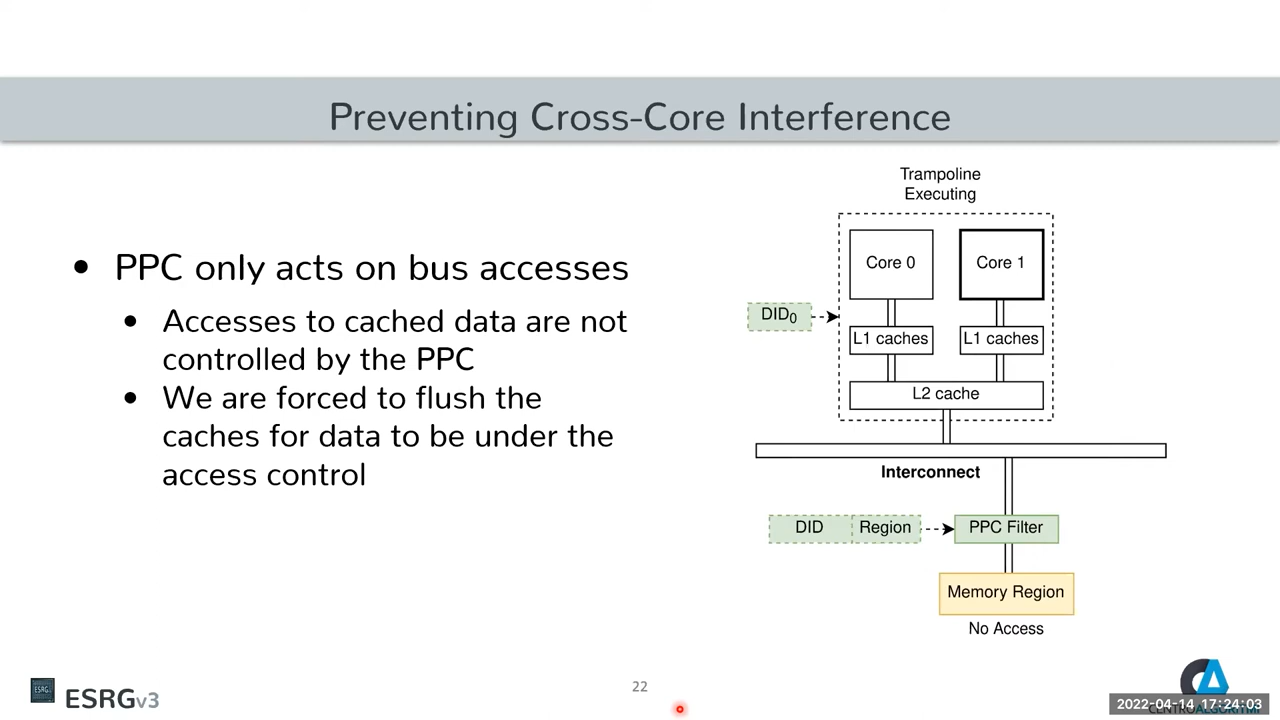 Preventing Cross-Core Interference
• PPC only acts on bus accesses
• Accesses to cached data are not
controlled by the PPC
• We are forced to flush the
caches for data to be under the
access control
Trampoline
Executing
Core 0
Core 1
DID0
L1 caches
L1 caches
L2 cache
Interconnect
DID
Region
PPC Filter
Memory Region
No Access
ESRG
ESRGv3
22
2022-04-14 17:24:03